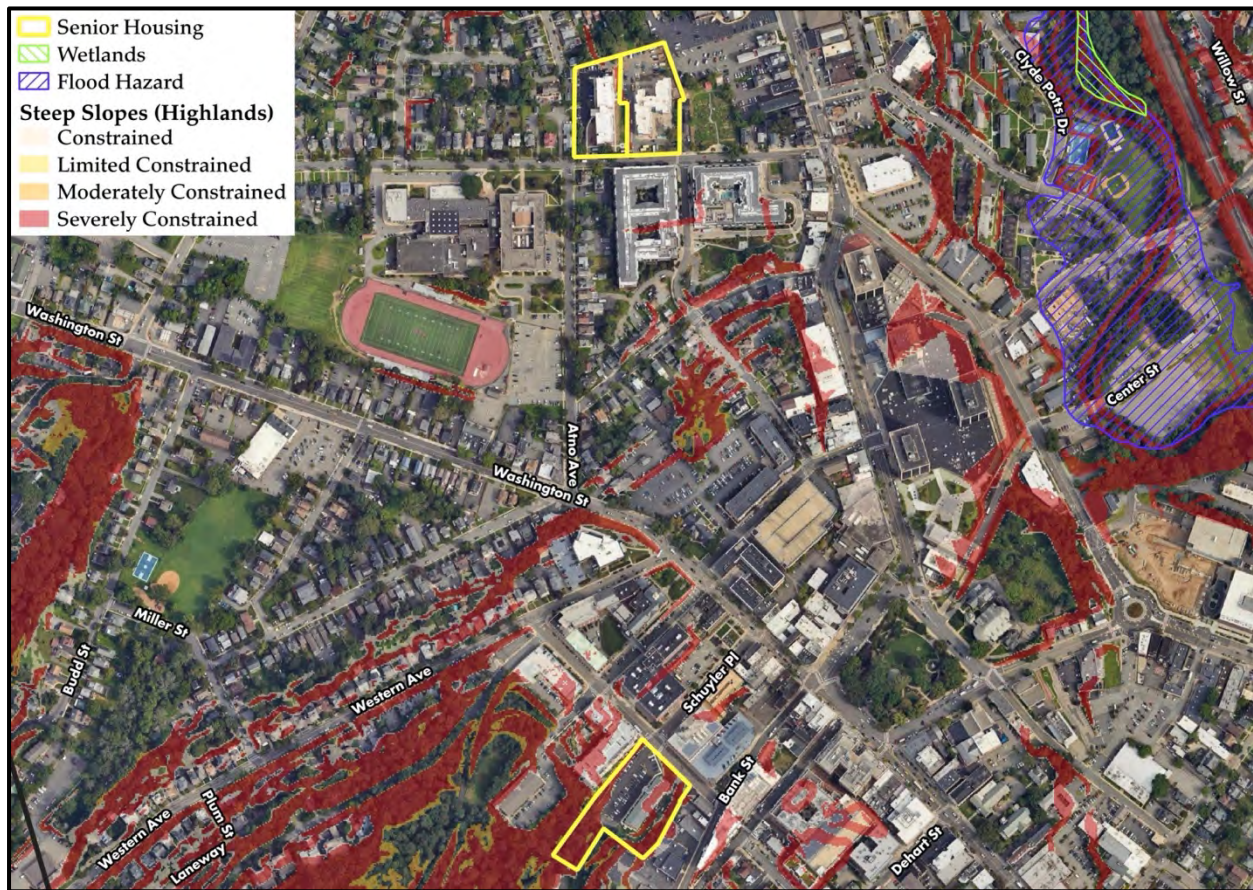 Senior Housing
Wetlands
Flood Hazard
Steep Slopes (Highlands)
Constrained
Limited Constrained
Moderately Constrained
Severely Constrained
Clyde Potts Dr
Willow St
Washington St
Center St
Atno Ave
Washington St
Miller St
Budd St
Western Ave
Schuyler Pl
Bank St
Plum St
Western Ave
Laneway
Dehart St